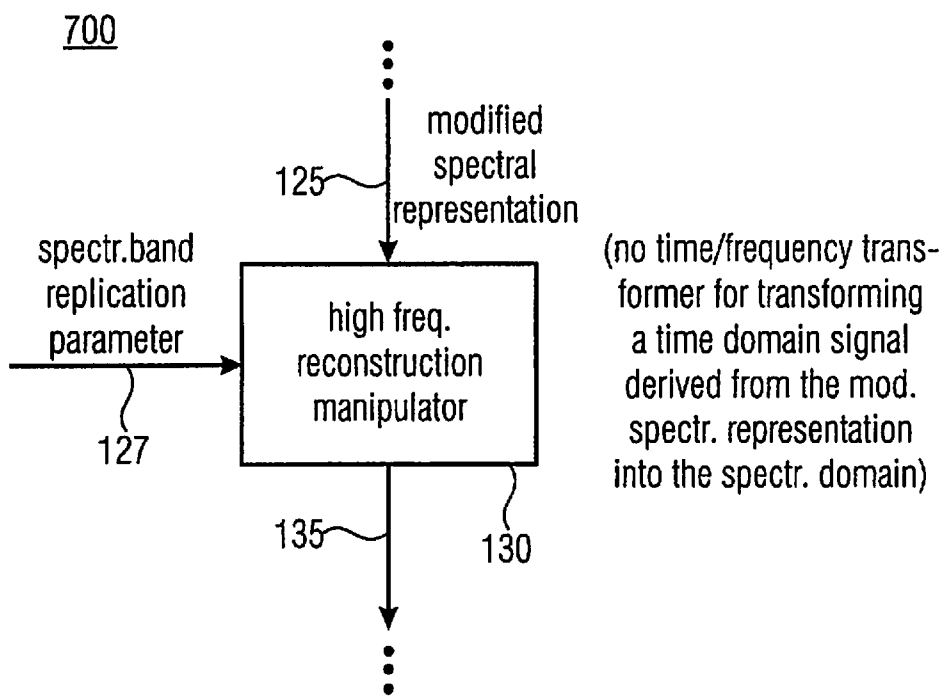 700
modified
spectral
representation
125
spectr.band
replication
parameter
127
high freq.
reconstruction
manipulator
130
135
(no time/frequency trans-
former for transforming
a time domain signal
derived from the mod.
spectr. representation
into the spectr. domain)